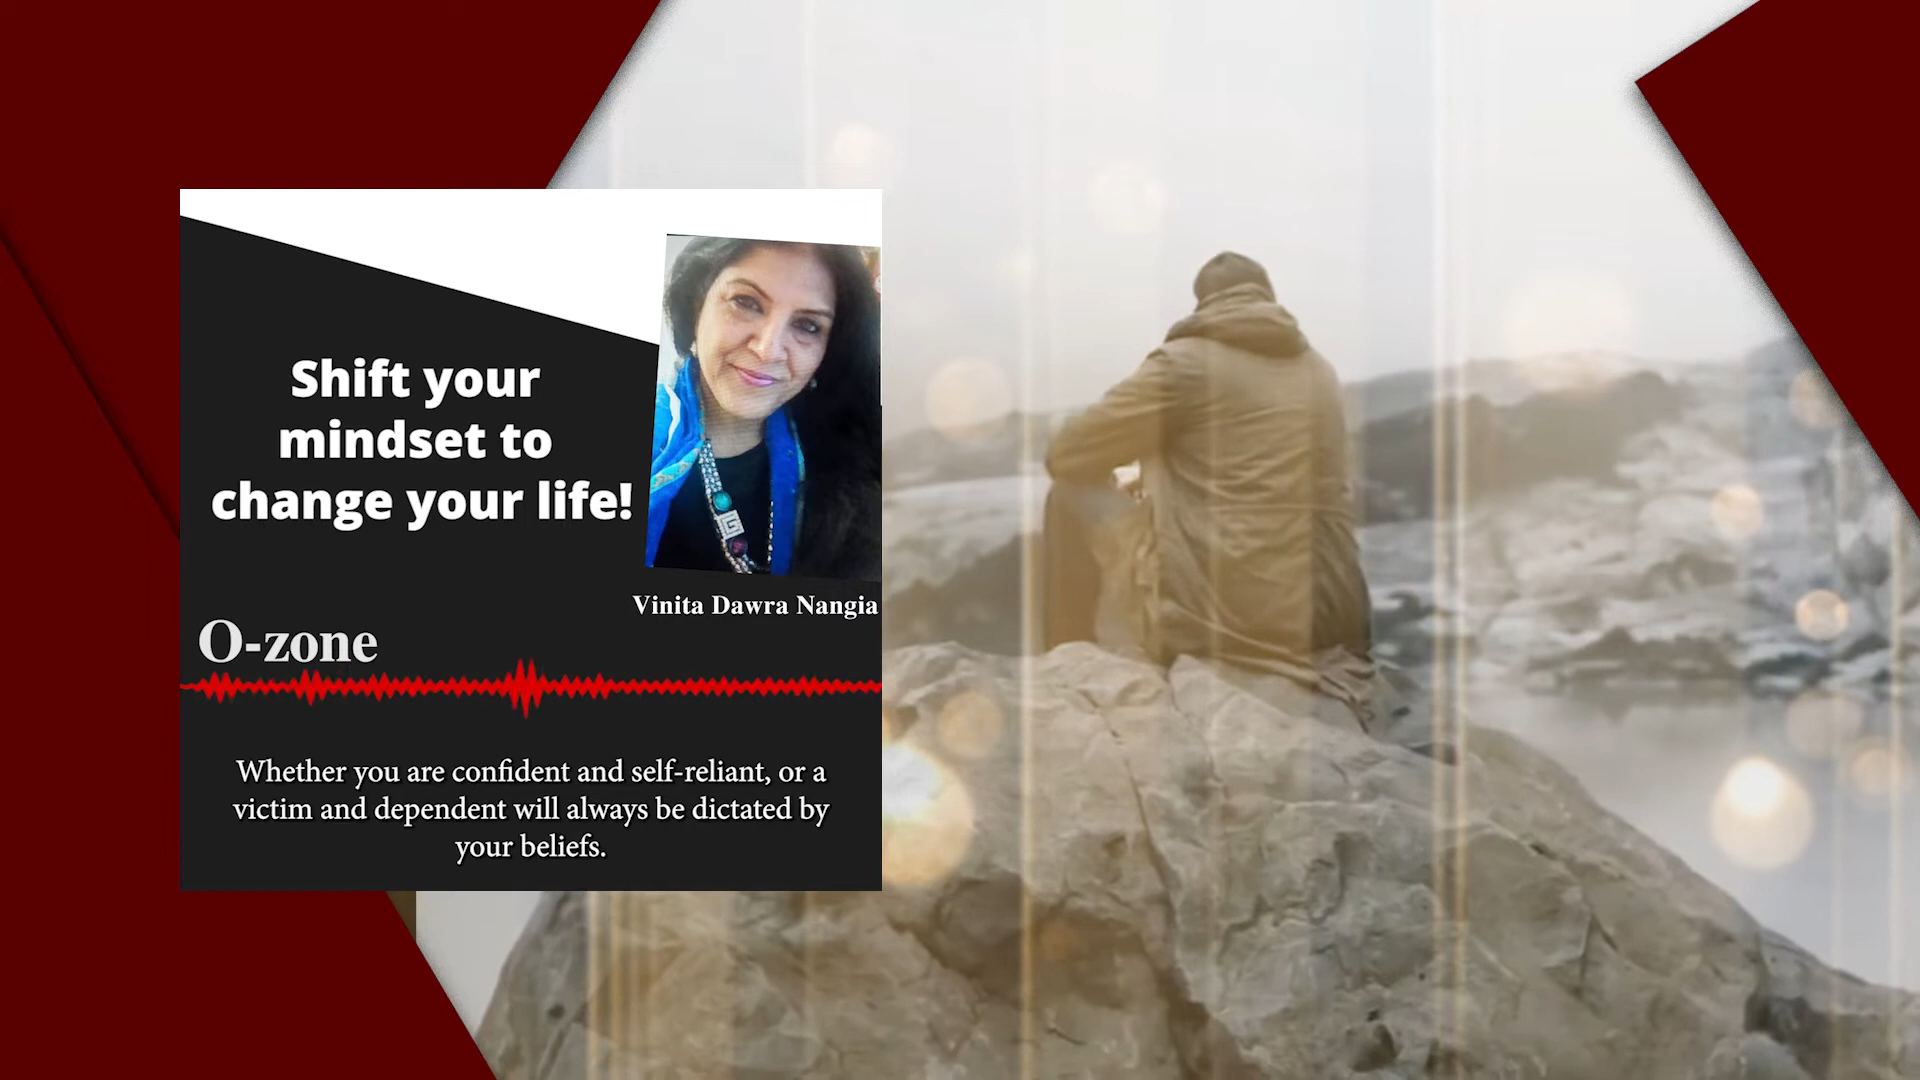 Shift your
mindset to
change your life!
Vinita Dawra Nangia
O-zone
Whether you are confident and self-reliant, or a
victim and dependent will always be dictated by
your beliefs.